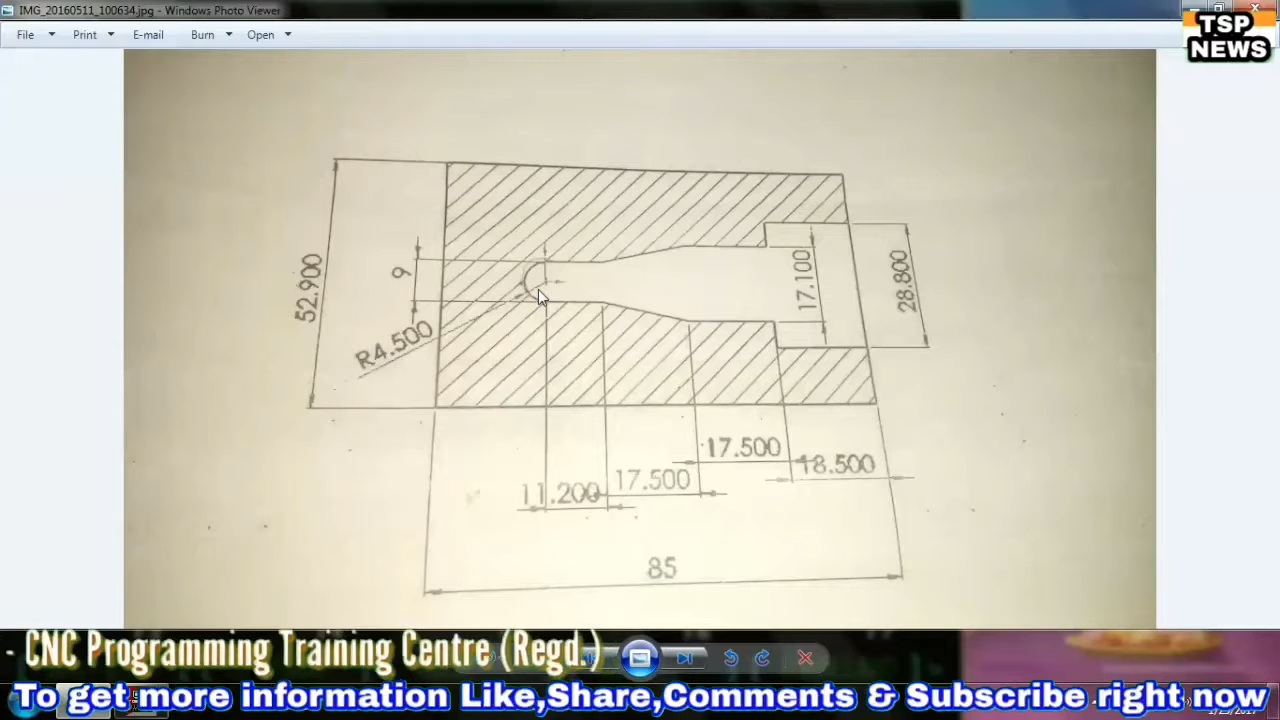 IMG_20160511_100634.jpg - Windows Photo Viewer
File Print E-mail Burn Open
TSP
NEWS
52.900
9
R4.500
17.100
28.800
17.500
18.500
17.500
11.200
85
- CNC Programming Training Centre (Regd.)
To get more information Like,Share,Comments & Subscribe right now